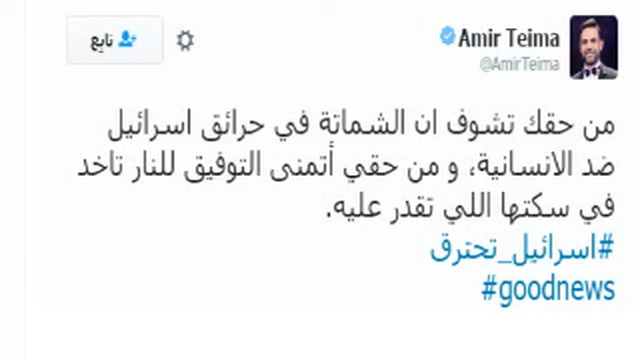 تابع
Amir Teima
@AmirTeima
من حقك تشوف ان الشماتة في حرائق اسرائيل
ضد الانسانية، و من حقي أتمنى التوفيق للنار تاخد
في سكتها اللي تقدر عليه.
#اسرائيل_تحترق
#goodnews